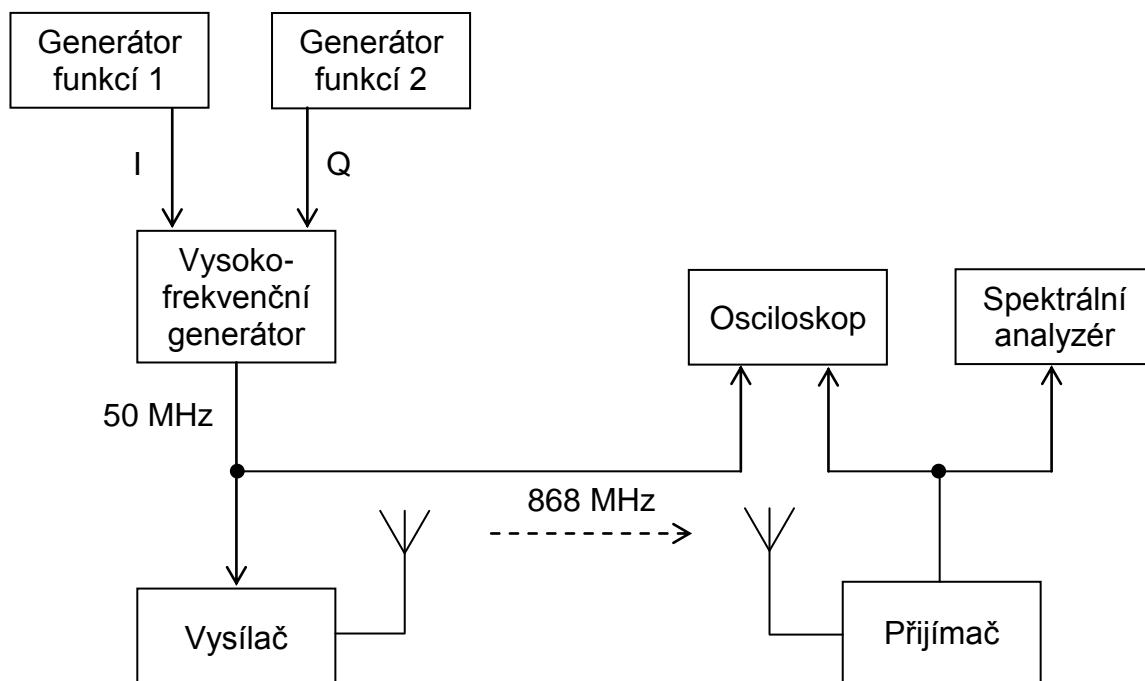 Generátor
funkcí 1
Generátor
funkcí 2
I
Q
Vysoko-
frekvenční
generátor
Osciloskop
Spektrální
analyzér
50 MHz
868 MHz
Vysílač
Přijímač